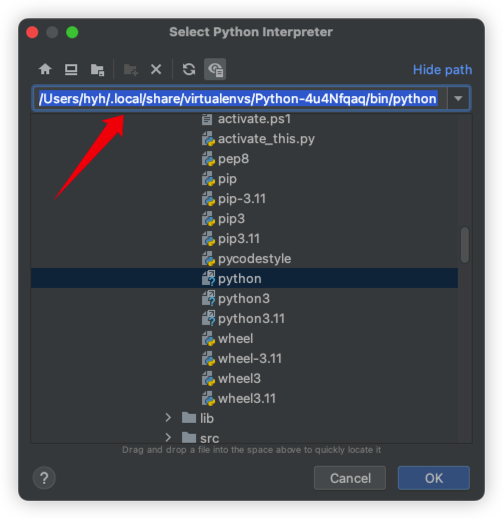 Select Python Interpreter
Hide path
/Users/hyh/.local/share/virtualenvs/Python-4u4Nfqaq/bin/python
activate.ps1
activate_this.py
pep8
pip
pip-3.11
pip3
pip3.11
pycodestyle
python
python3
python3.11
wheel
wheel-3.11
wheel3
wheel3.11
lib
src
Drag and drop a file into the space above to quickly locate it
?
Cancel
OK